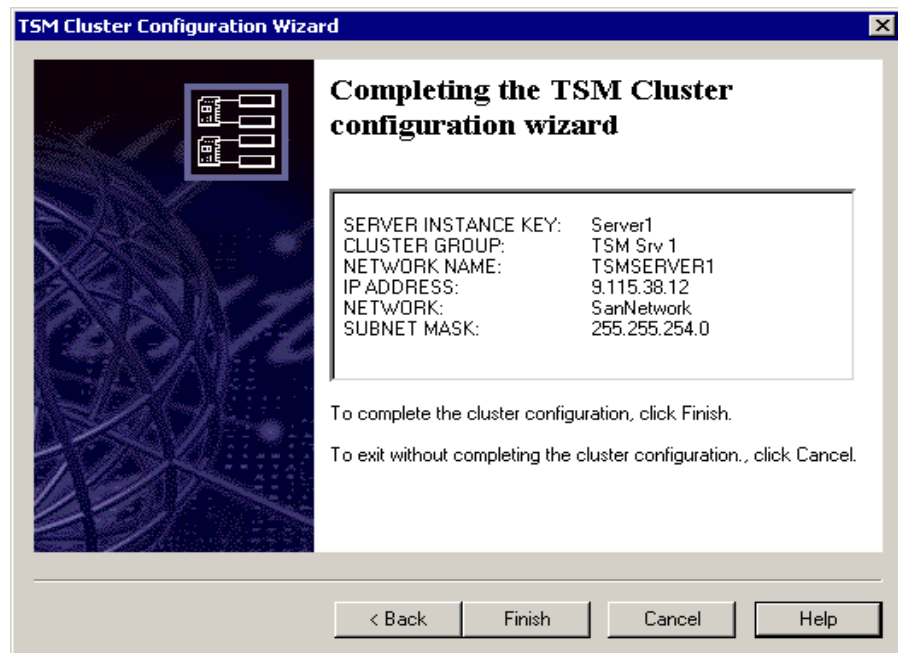 TSM Cluster Configuration Wizard
Completing the TSM Cluster
configuration wizard
SERVER INSTANCE KEY: Server1
CLUSTER GROUP: TSM Srv 1
NETWORK NAME: TSMSERVER1
IP ADDRESS: 9.115.38.12
NETWORK: SanNetwork
SUBNET MASK: 255.255.254.0
To complete the cluster configuration, click Finish.
To exit without completing the cluster configuration., click Cancel.
< Back Finish Cancel Help